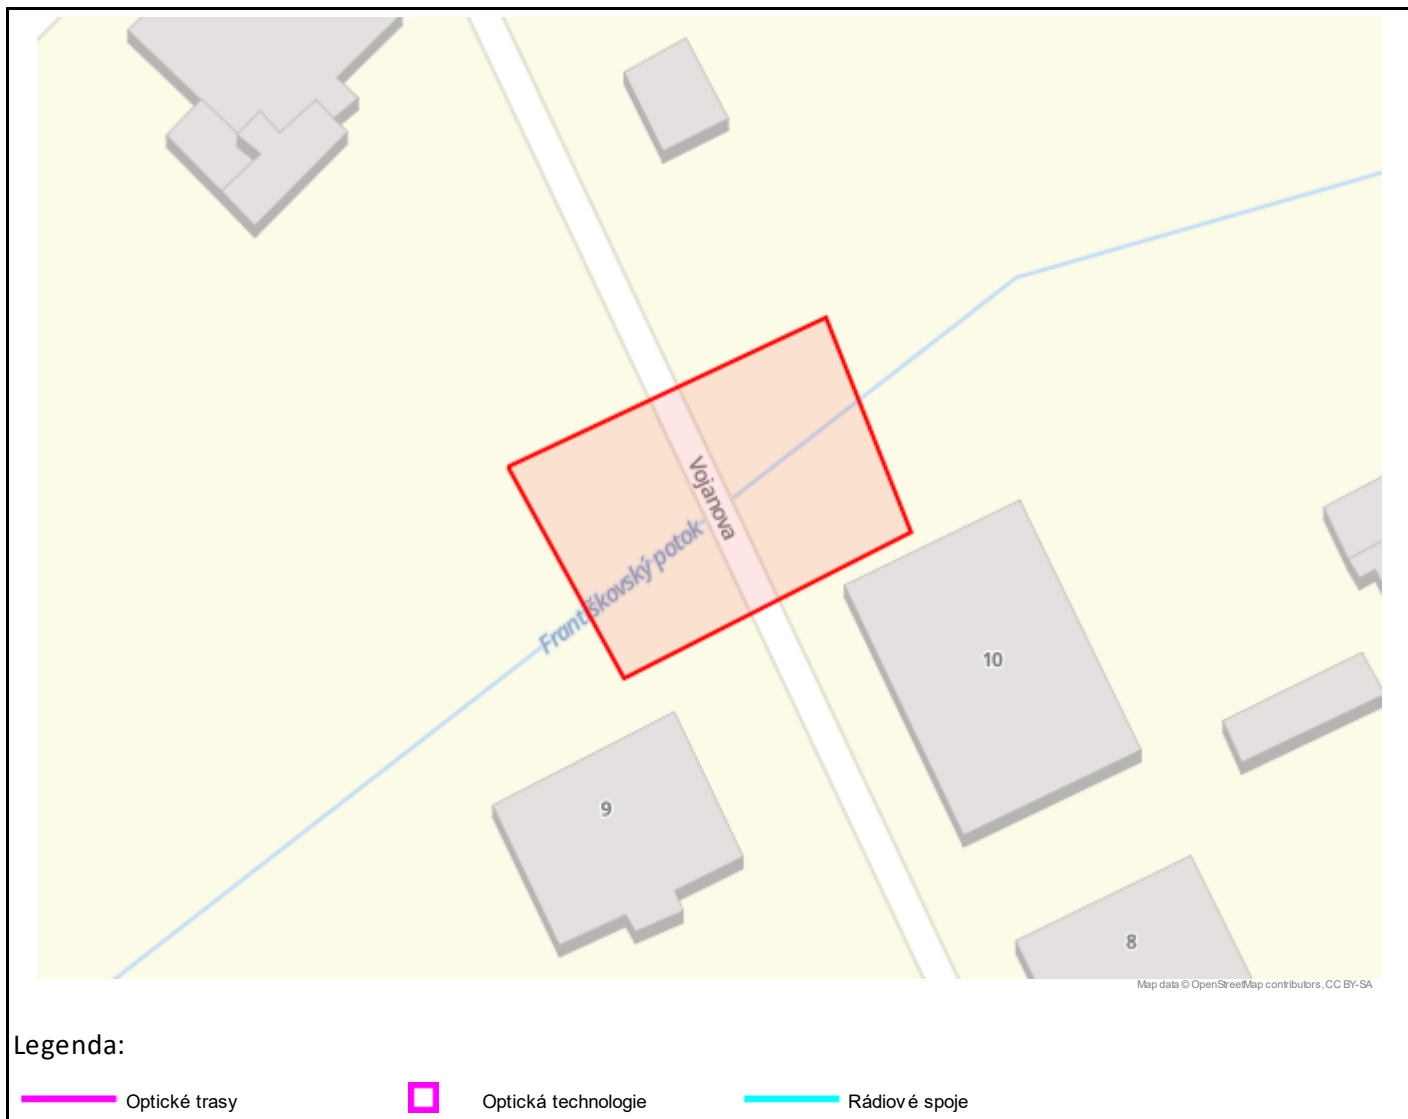 Vojanova
Františkovský potok
10
9
8
Map data © OpenStreetMap contributors, CC BY-SA
Legenda:
Optické trasy Optická technologie Rádiové spoje